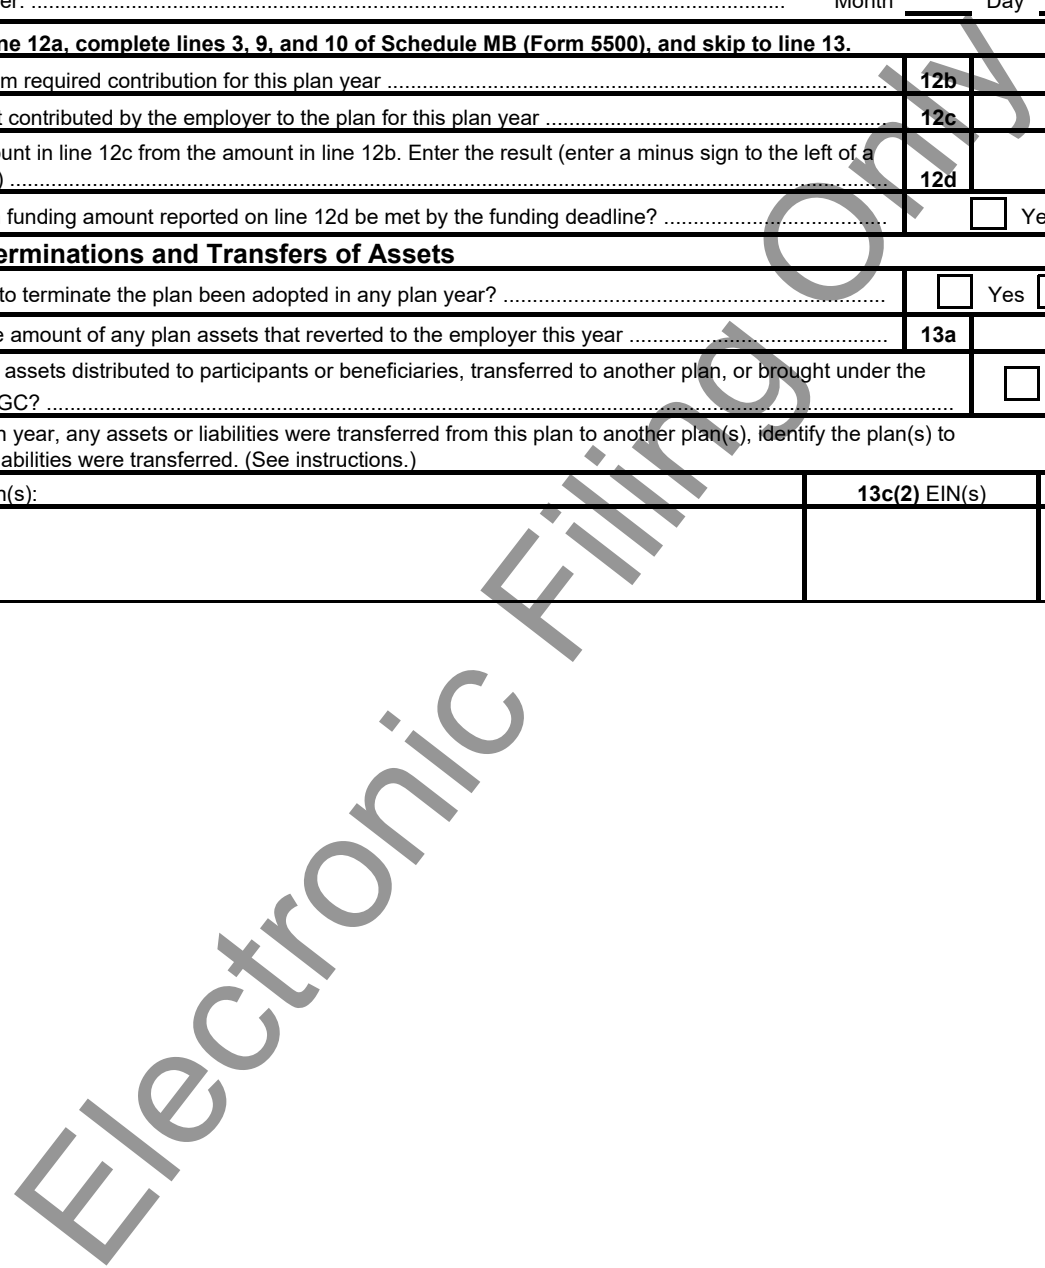 er: ........................................ Month ____ Day
ne 12a, complete lines 3, 9, and 10 of Schedule MB (Form 5500), and skip to line 13.
m required contribution for this plan year ........................................ 12b
t contributed by the employer to the plan for this plan year ........................................ 12c
unt in line 12c from the amount in line 12b. Enter the result (enter a minus sign to the left of a
) ........................................ 12d
funding amount reported on line 12d be met by the funding deadline? ........................................ Ye
erminations and Transfers of Assets
to terminate the plan been adopted in any plan year? ........................................ Yes
e amount of any plan assets that reverted to the employer this year ........................................ 13a
assets distributed to participants or beneficiaries, transferred to another plan, or brought under the
GC? ........................................
n year, any assets or liabilities were transferred from this plan to another plan(s), identify the plan(s) to
abilities were transferred. (See instructions.)
n(s): 13c(2) EIN(s)
Electronic Filing Only